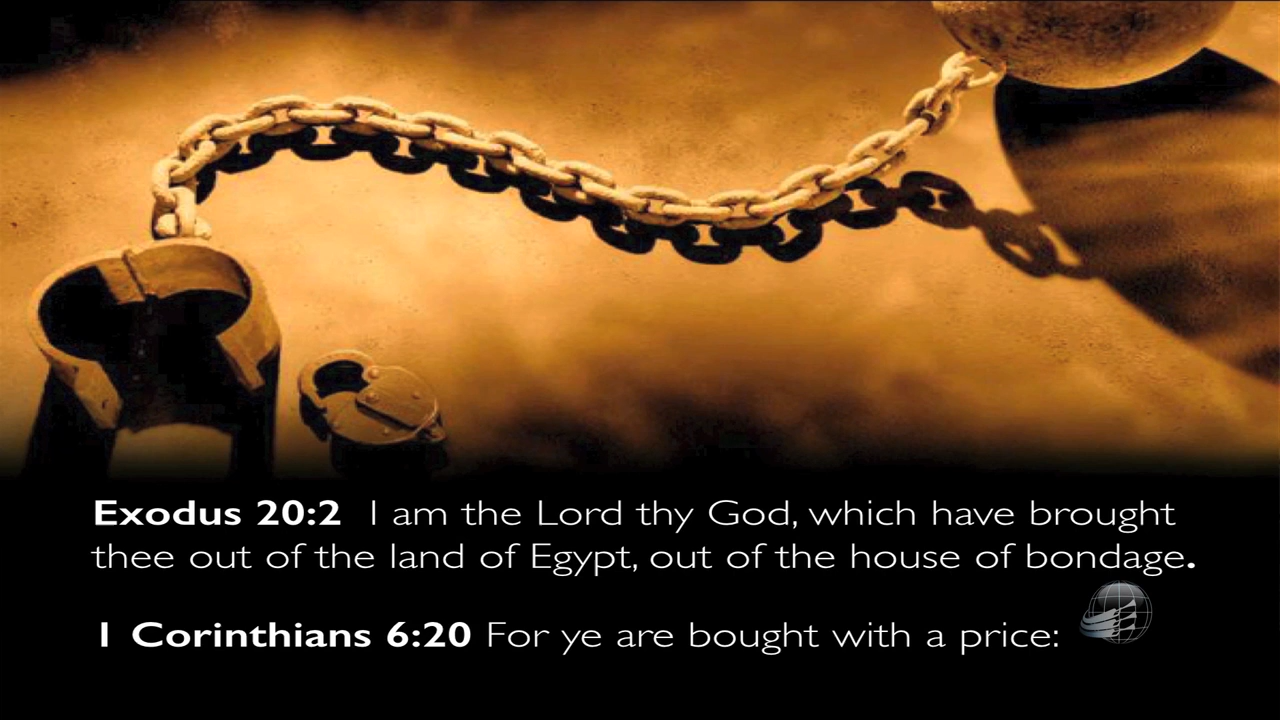 Exodus 20:2 I am the Lord thy God, which have brought
thee out of the land of Egypt, out of the house of bondage.
1 Corinthians 6:20 For ye are bought with a price: